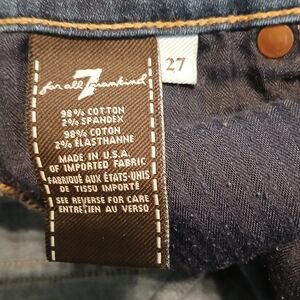 7
for all mankind
27
98% COTTON
2% SPANDEX
98% COTON
2% ÉLASTHANNE
MADE IN U.S.A.
OF IMPORTED FABRIC
FABRIQUÉ AUX ÉTATS-UNIS
DE TISSU IMPORTÉ
SEE REVERSE FOR CARE
ENTRETIEN AU VERSO